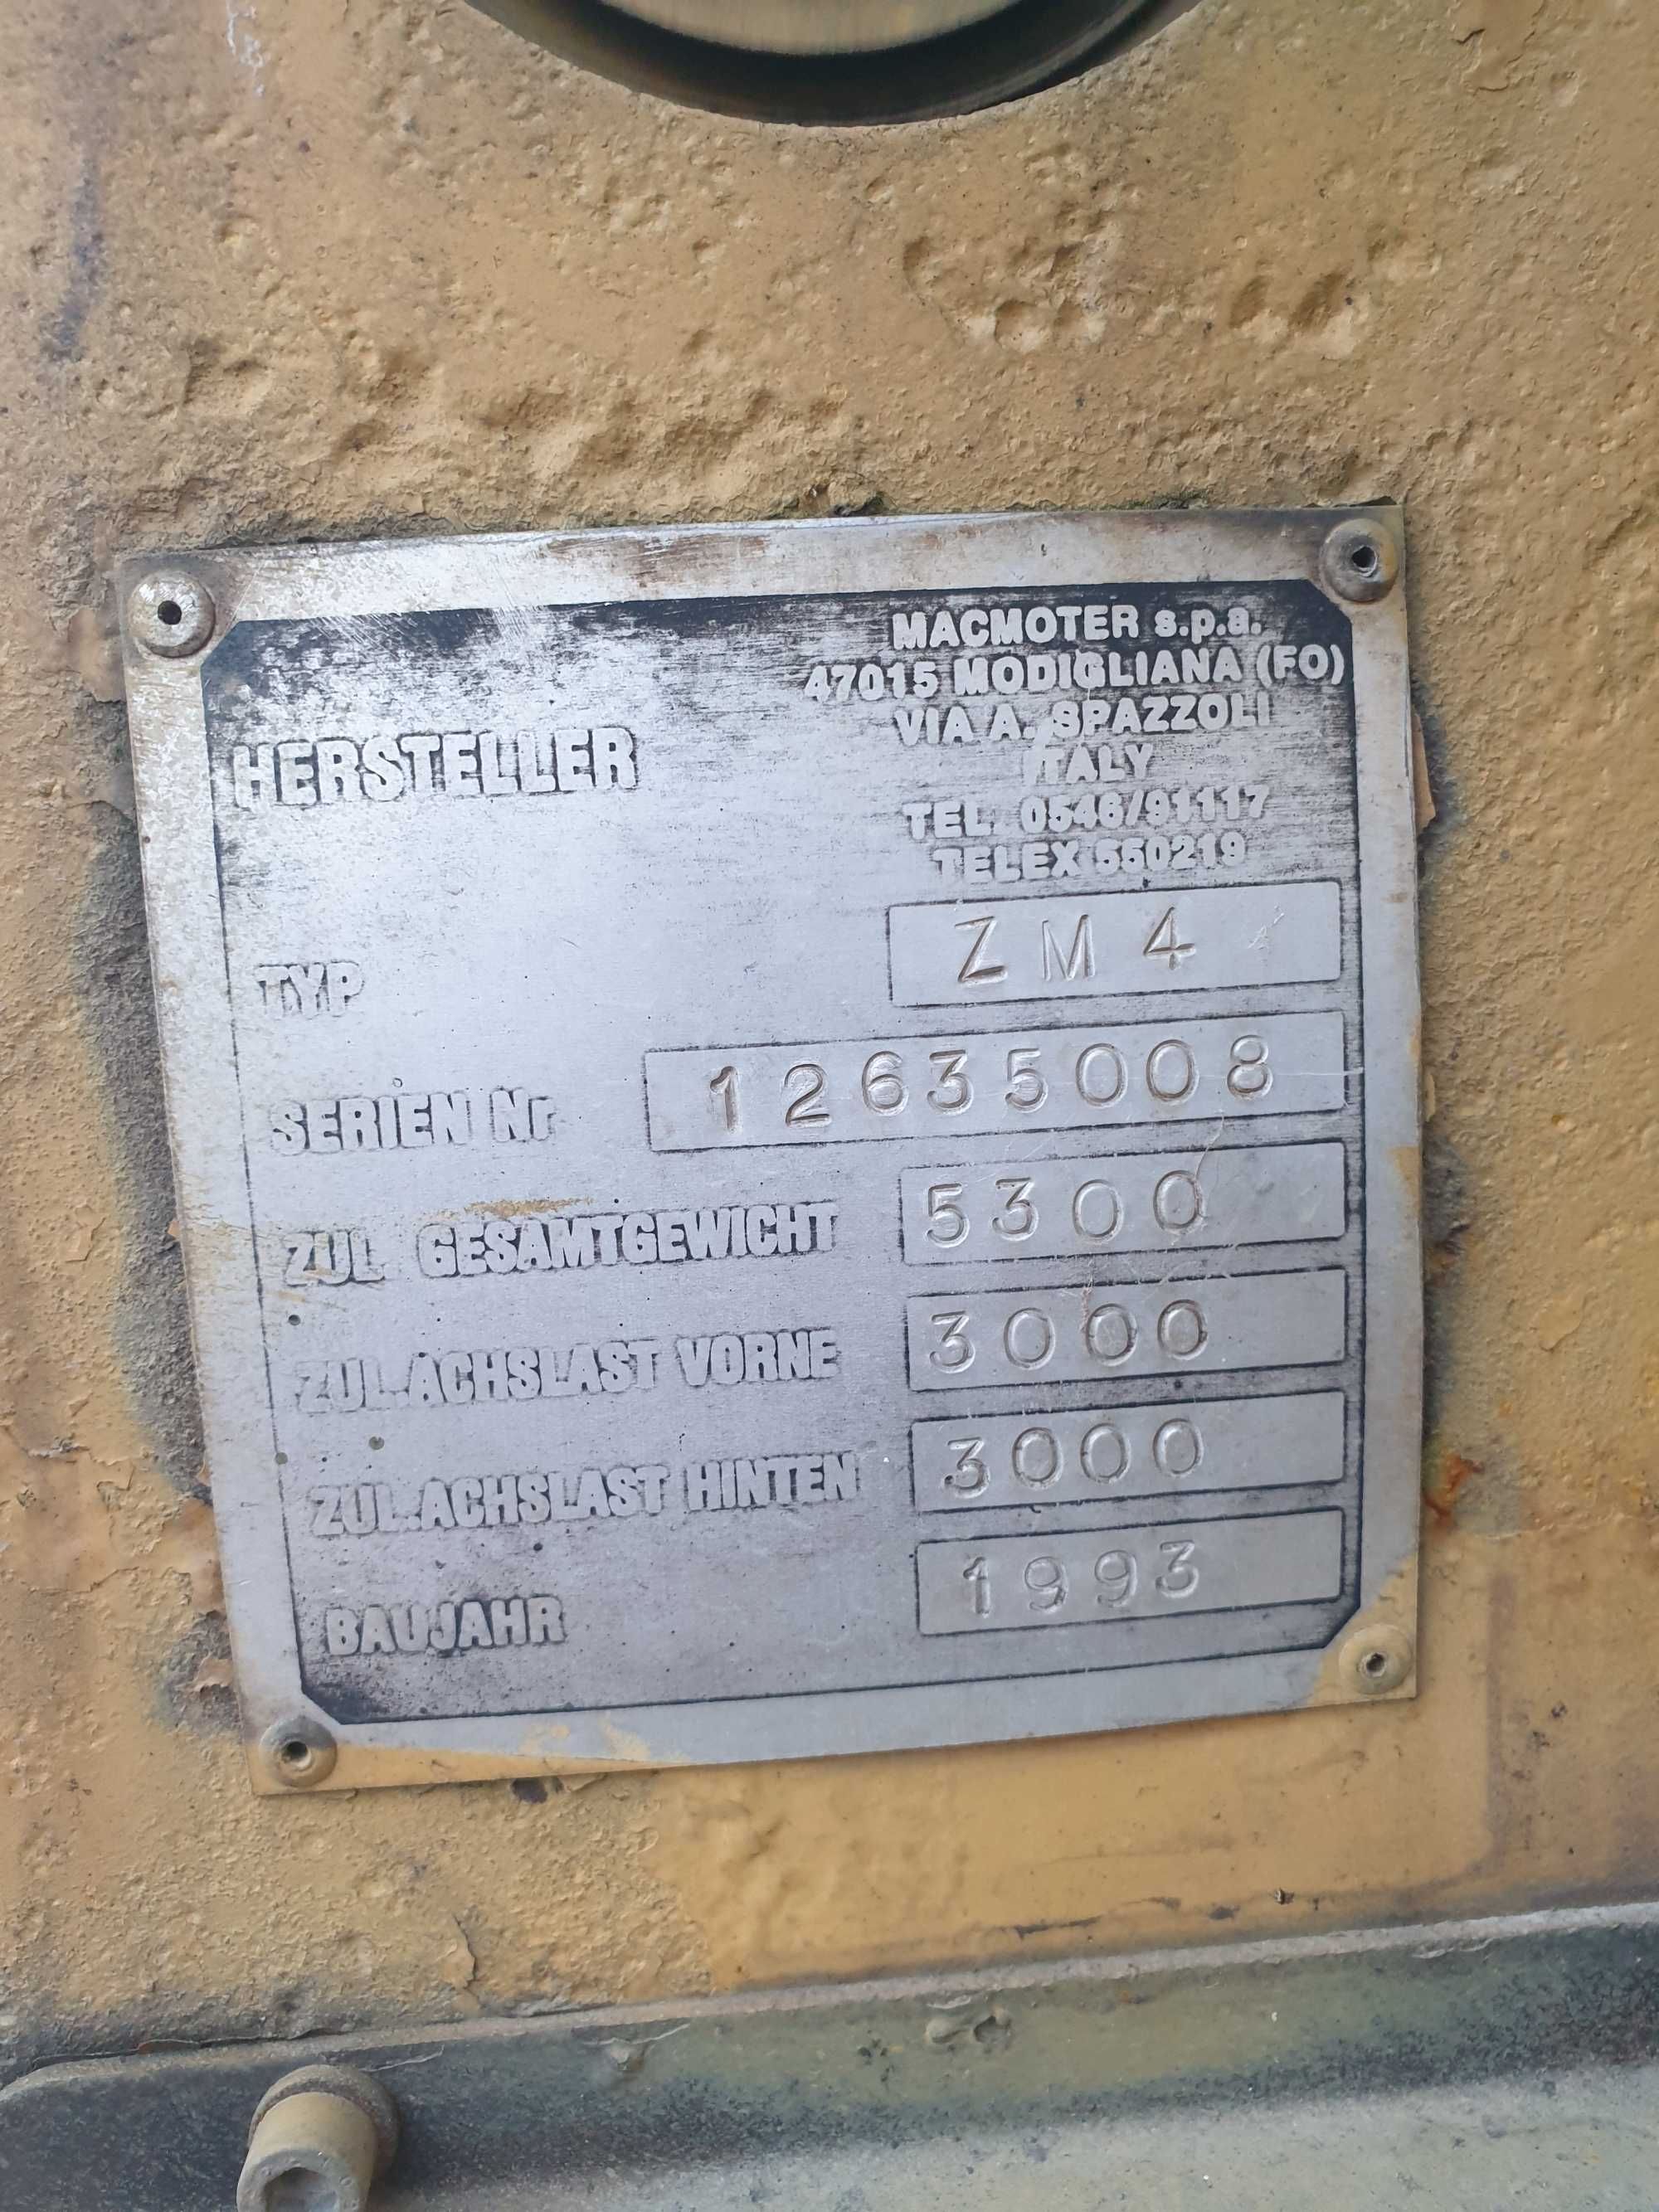 MACMOTER s.p.a.
47015 MODIGLIANA (FO)
VIA A. SPAZZOLI
ITALY
TEL. 0546/91117
TELEX 550219
HERSTELLER
TYP ZM4
SERIEN Nr 12635008
ZUL GESAMTGEWICHT 5300
ZUL.ACHSLAST VORNE 3000
ZUL.ACHSLAST HINTEN 3000
BAUJAHR 1993